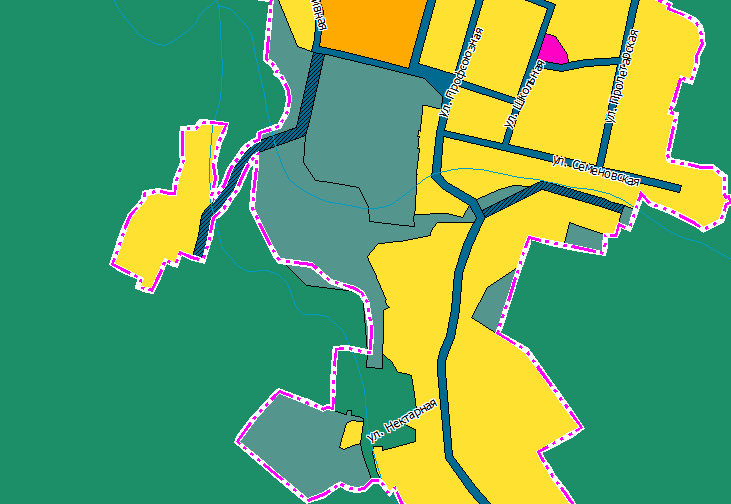 ул. Профсоюзная
ул. Школьная
ул. Пролетарская
ул. Семеновская
ул. Нектарная